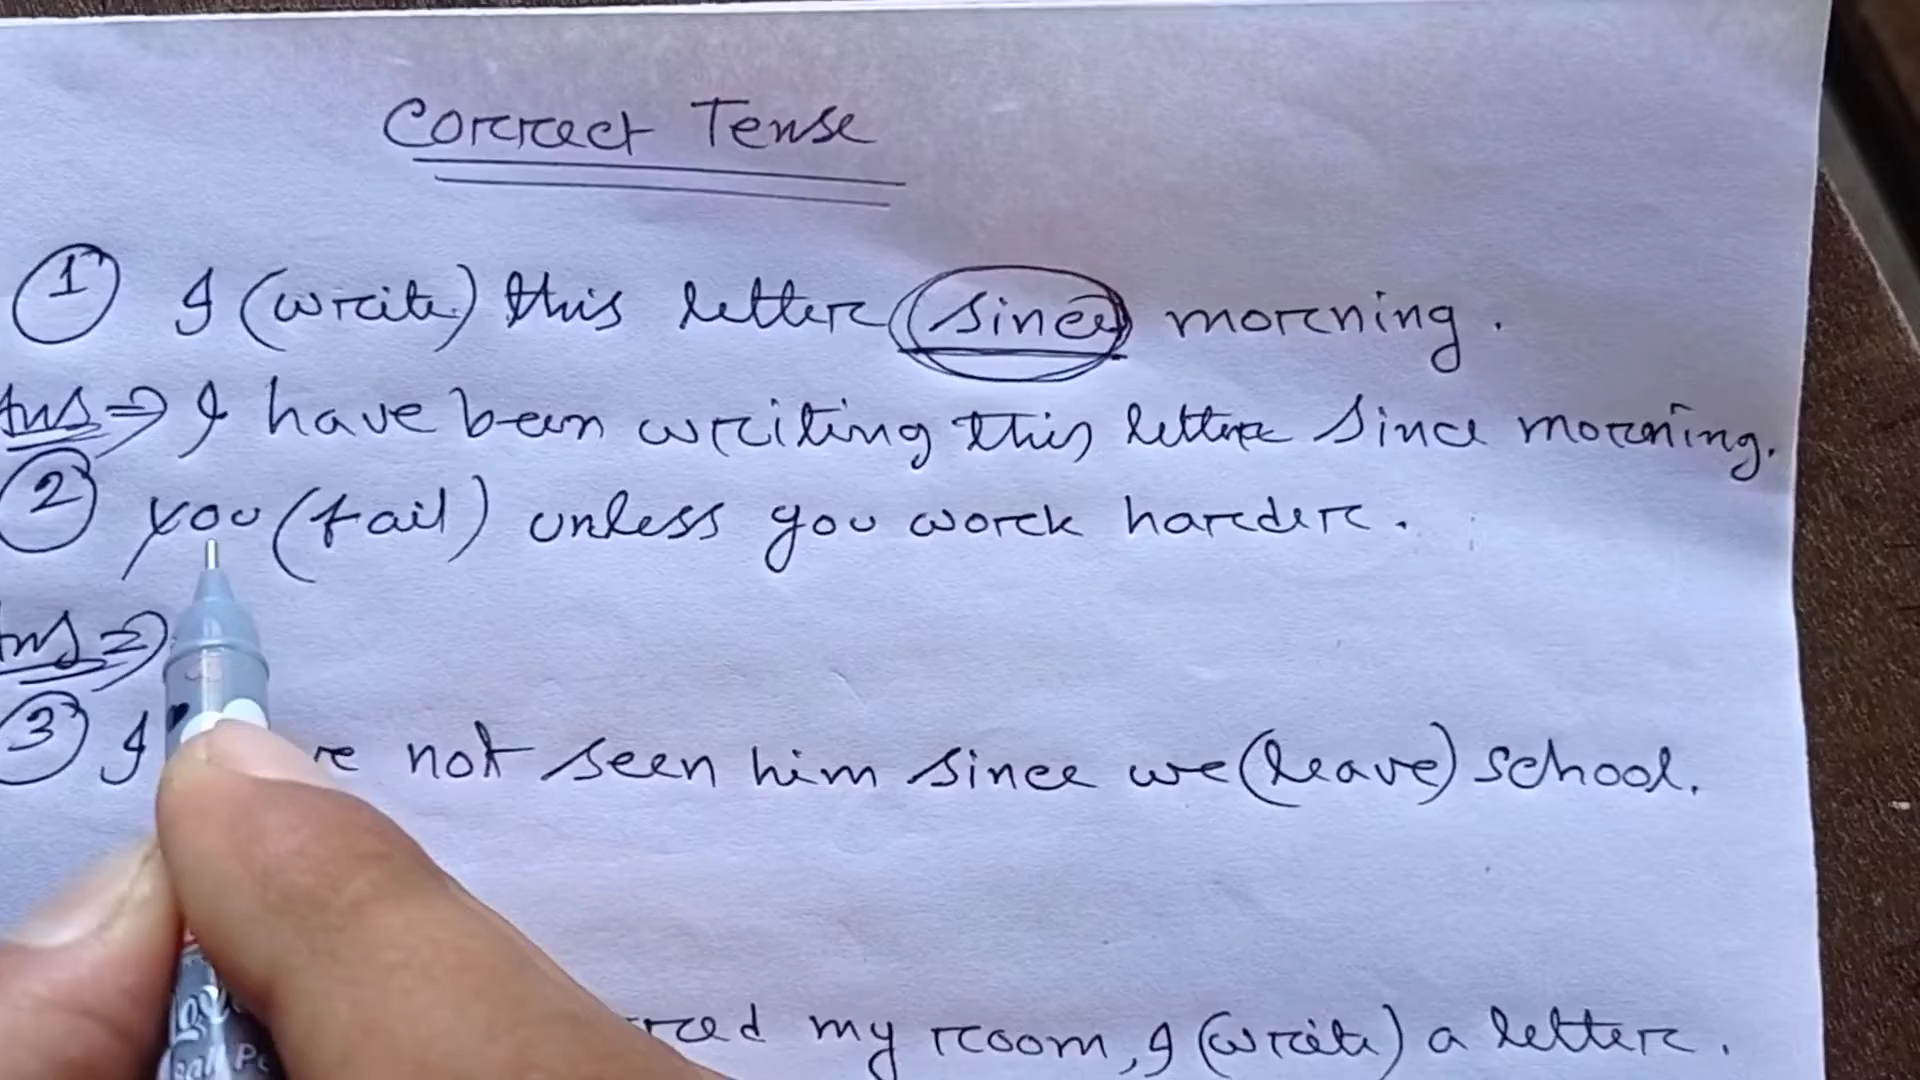 Correct Tense
① I (write) this letter since morning.
Ans⇒ I have been writing this letter since morning.
② you (fail) unless you work harder.
Ans⇒
③ I not seen him since we (leave) school.
my room, I (write) a letter.